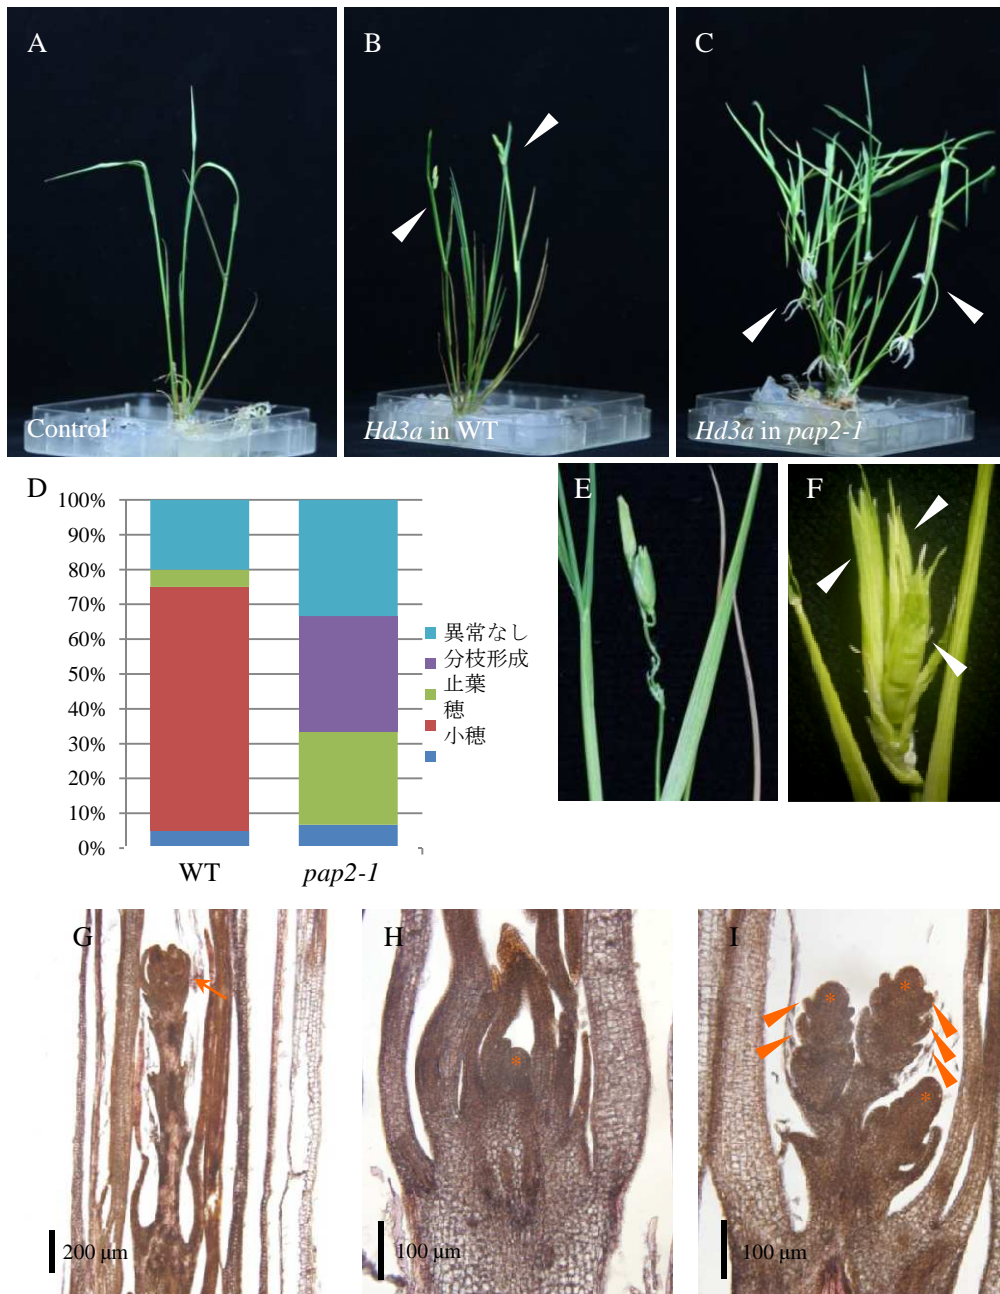 A
B
C
Control
Hd3a in WT
Hd3a in pap2-1
D
100%
90%
80%
70%
60%
50%
40%
30%
20%
10%
0%
WT
pap2-1
異常なし
分枝形成
止葉
穂
小穂
E
F
G
H
I
*
*
*
*
200 μm
100 μm
100 μm